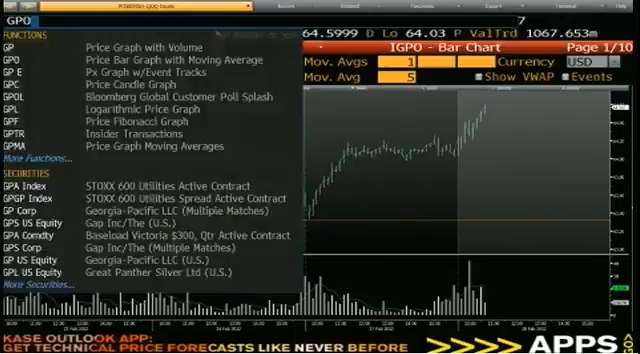 POWERSH QQQ Equity
GPO 7
64.5999 D Lo 64.03 P ValTrd 1067.653m
IGPO - Bar Chart Page 1/10
Mov. Avgs 1 Currency USD
Mov. Avg 5 Show VWAP Events
FUNCTIONS
GP Price Graph with Volume
GPO Price Bar Graph with Moving Average
GP E Px Graph w/Event Tracks
GPC Price Candle Graph
GPOL Bloomberg Global Customer Poll Splash
GPL Logarithmic Price Graph
GPF Price Fibonacci Graph
GPTR Insider Transactions
GPMA Price Graph Moving Averages
More Functions...
SECURITIES
GPA Index STOXX 600 Utilities Active Contract
GPGP Index STOXX 600 Utilities Spread Active Contract
GP Corp Georgia-Pacific LLC (Multiple Matches)
GPS US Equity Gap Inc/The (U.S.)
GPA Comdty Baseload Victoria $300, Qtr Active Contract
GPS Corp Gap Inc/The (Multiple Matches)
GP US Equity Georgia-Pacific LLC (U.S.)
GPL US Equity Great Panther Silver Ltd (U.S.)
More Securities...
KASE OUTLOOK APP:
GET TECHNICAL PRICE FORECASTS LIKE NEVER BEFORE
>>>> APPS